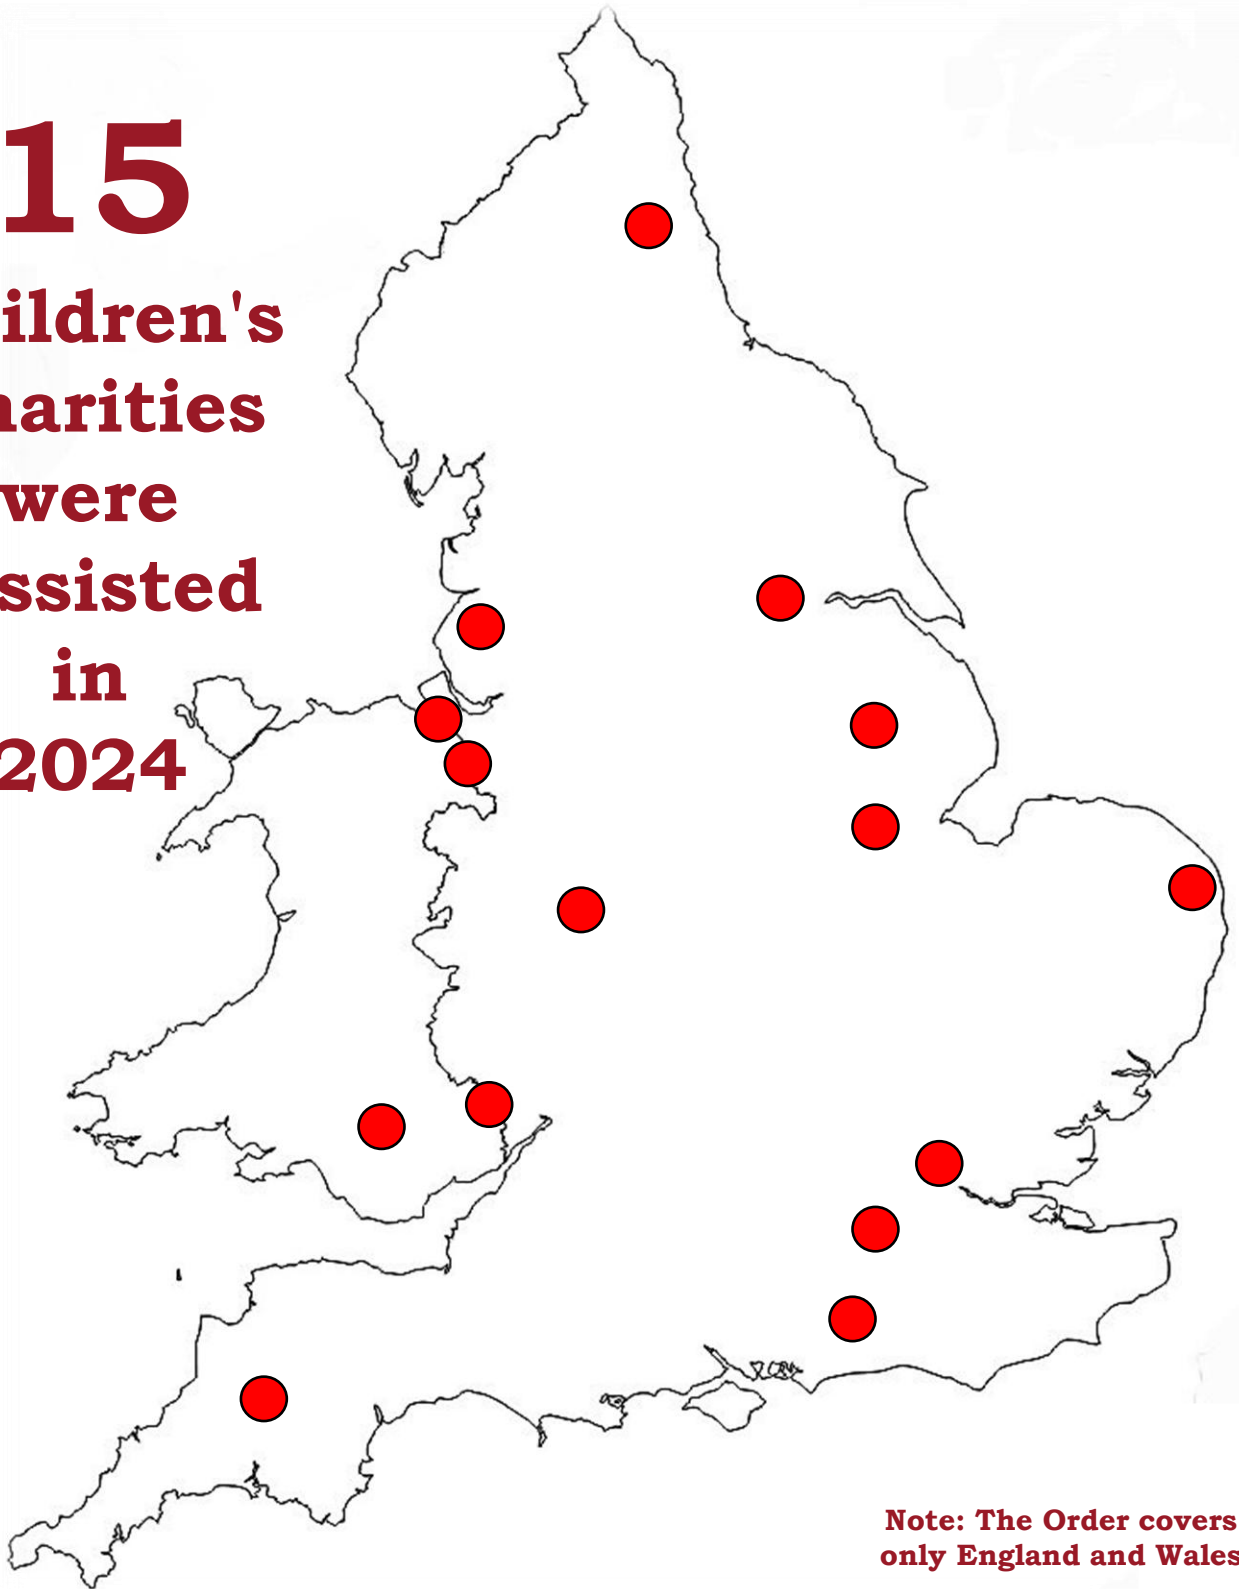 15
ildren's
arities
were
ssisted
in
2024
Note: The Order covers
only England and Wales